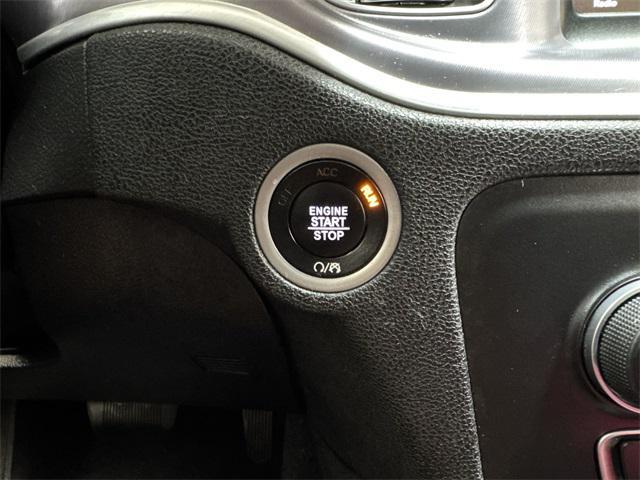 ACC
OFF RUN
ENGINE
START
STOP